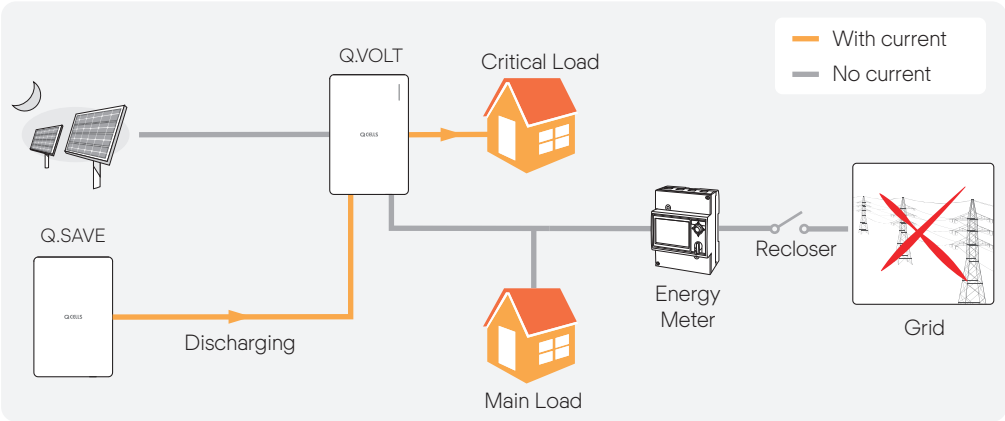 Q.VOLT
Critical Load
With current
No current
Q CELLS
Q.SAVE
Q CELLS
Discharging
Recloser
Energy
Meter
Grid
Main Load